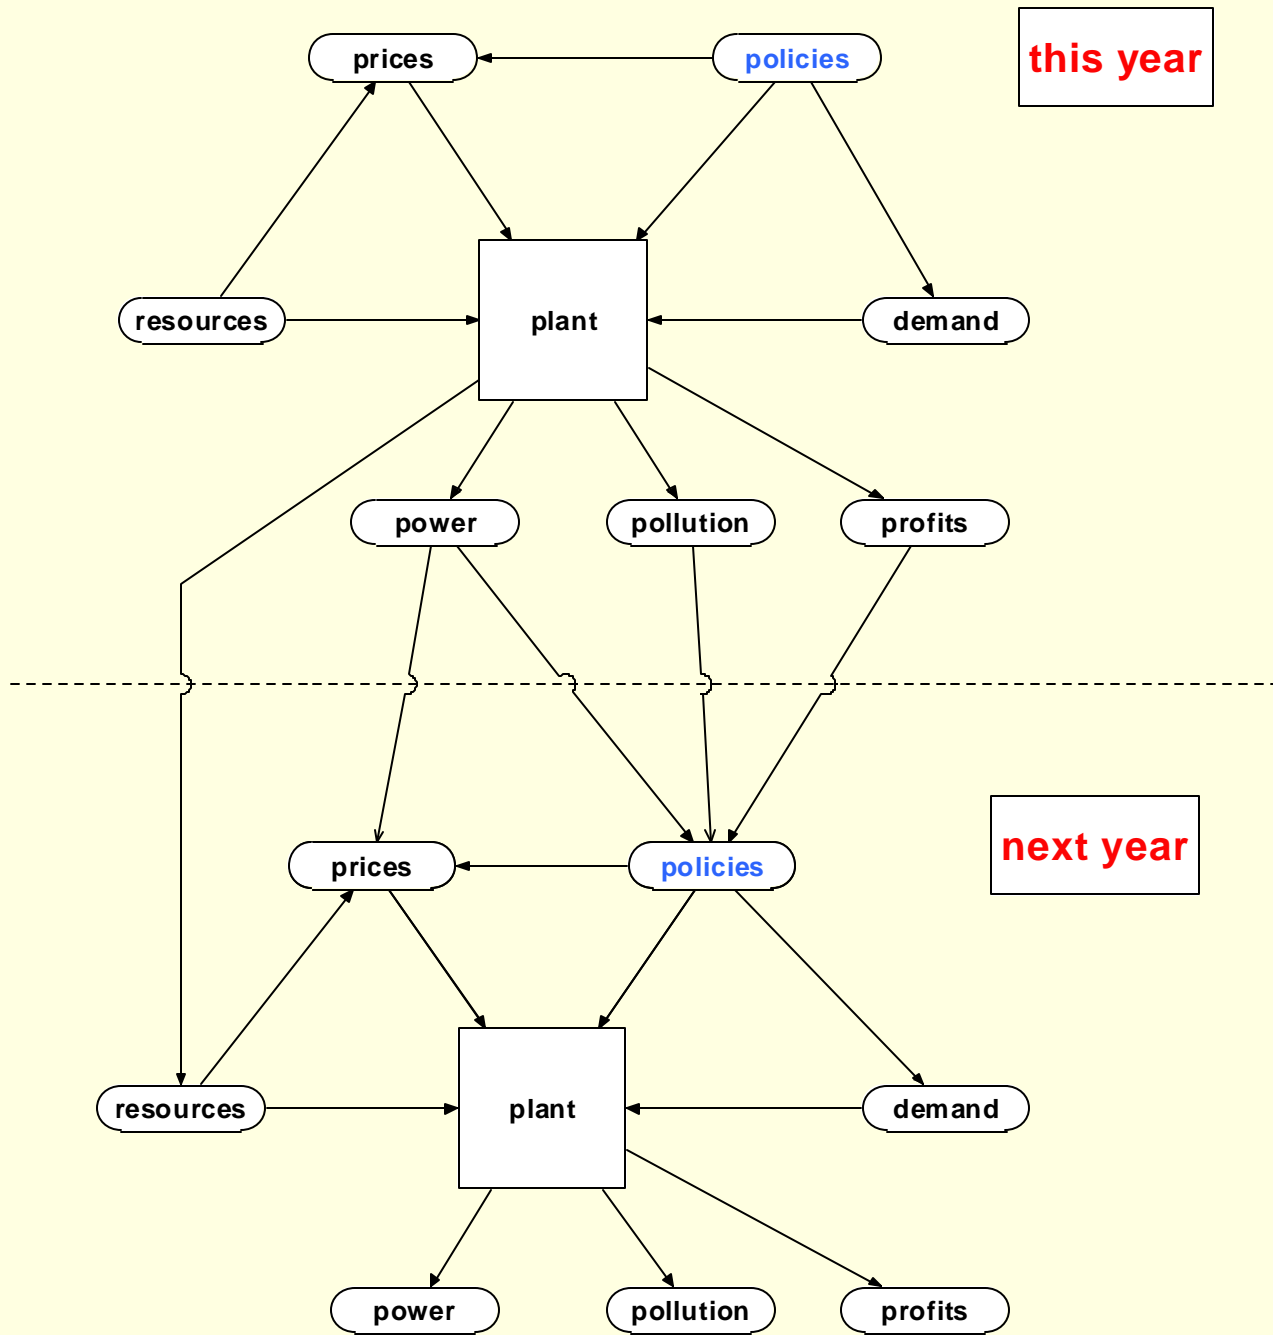 prices
policies
this year
resources
plant
demand
power
pollution
profits
prices
policies
next year
resources
plant
demand
power
pollution
profits